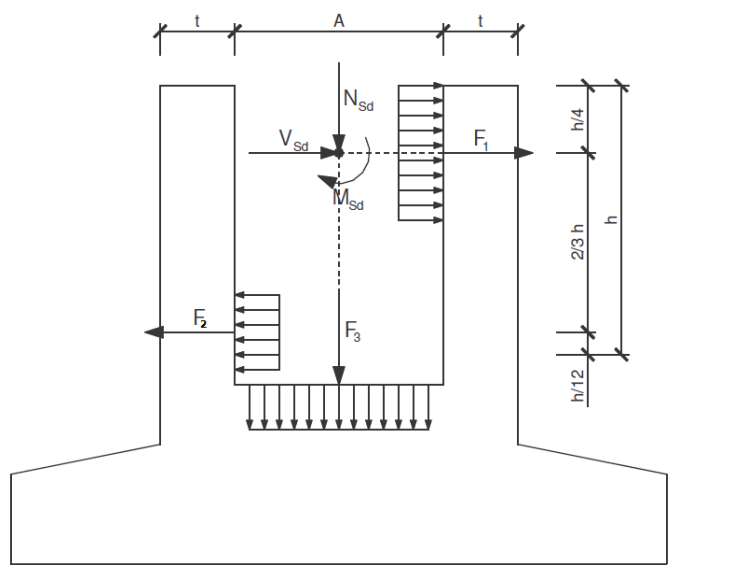 t A t
N_Sd
h/4
V_Sd
F_1
M_Sd
2/3 h
h
F_2
F_3
h/12